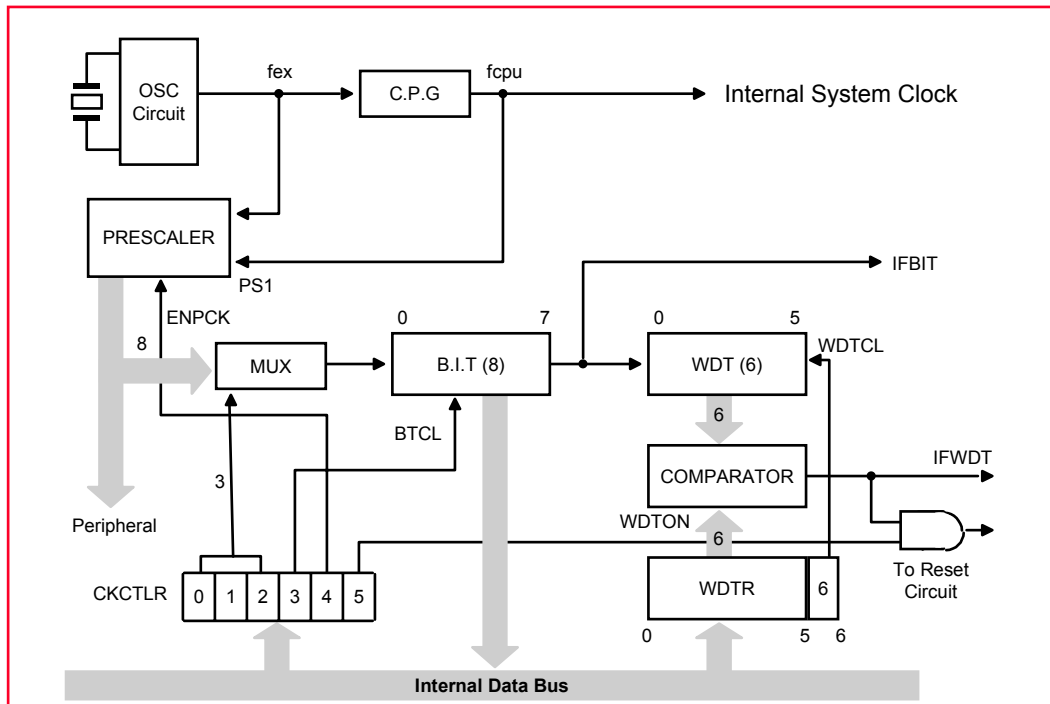 fex
fcpu
OSC
Circuit
C.P.G
Internal System Clock
PRESCALER
PS1
IFBIT
ENPCK
0
7
0
5
WDTCL
8
MUX
B.I.T (8)
WDT (6)
BTCL
6
IFWDT
3
COMPARATOR
Peripheral
WDTON
6
To Reset
Circuit
CKCTLR
0 1 2 3 4 5
WDTR
6
0
5
6
Internal Data Bus